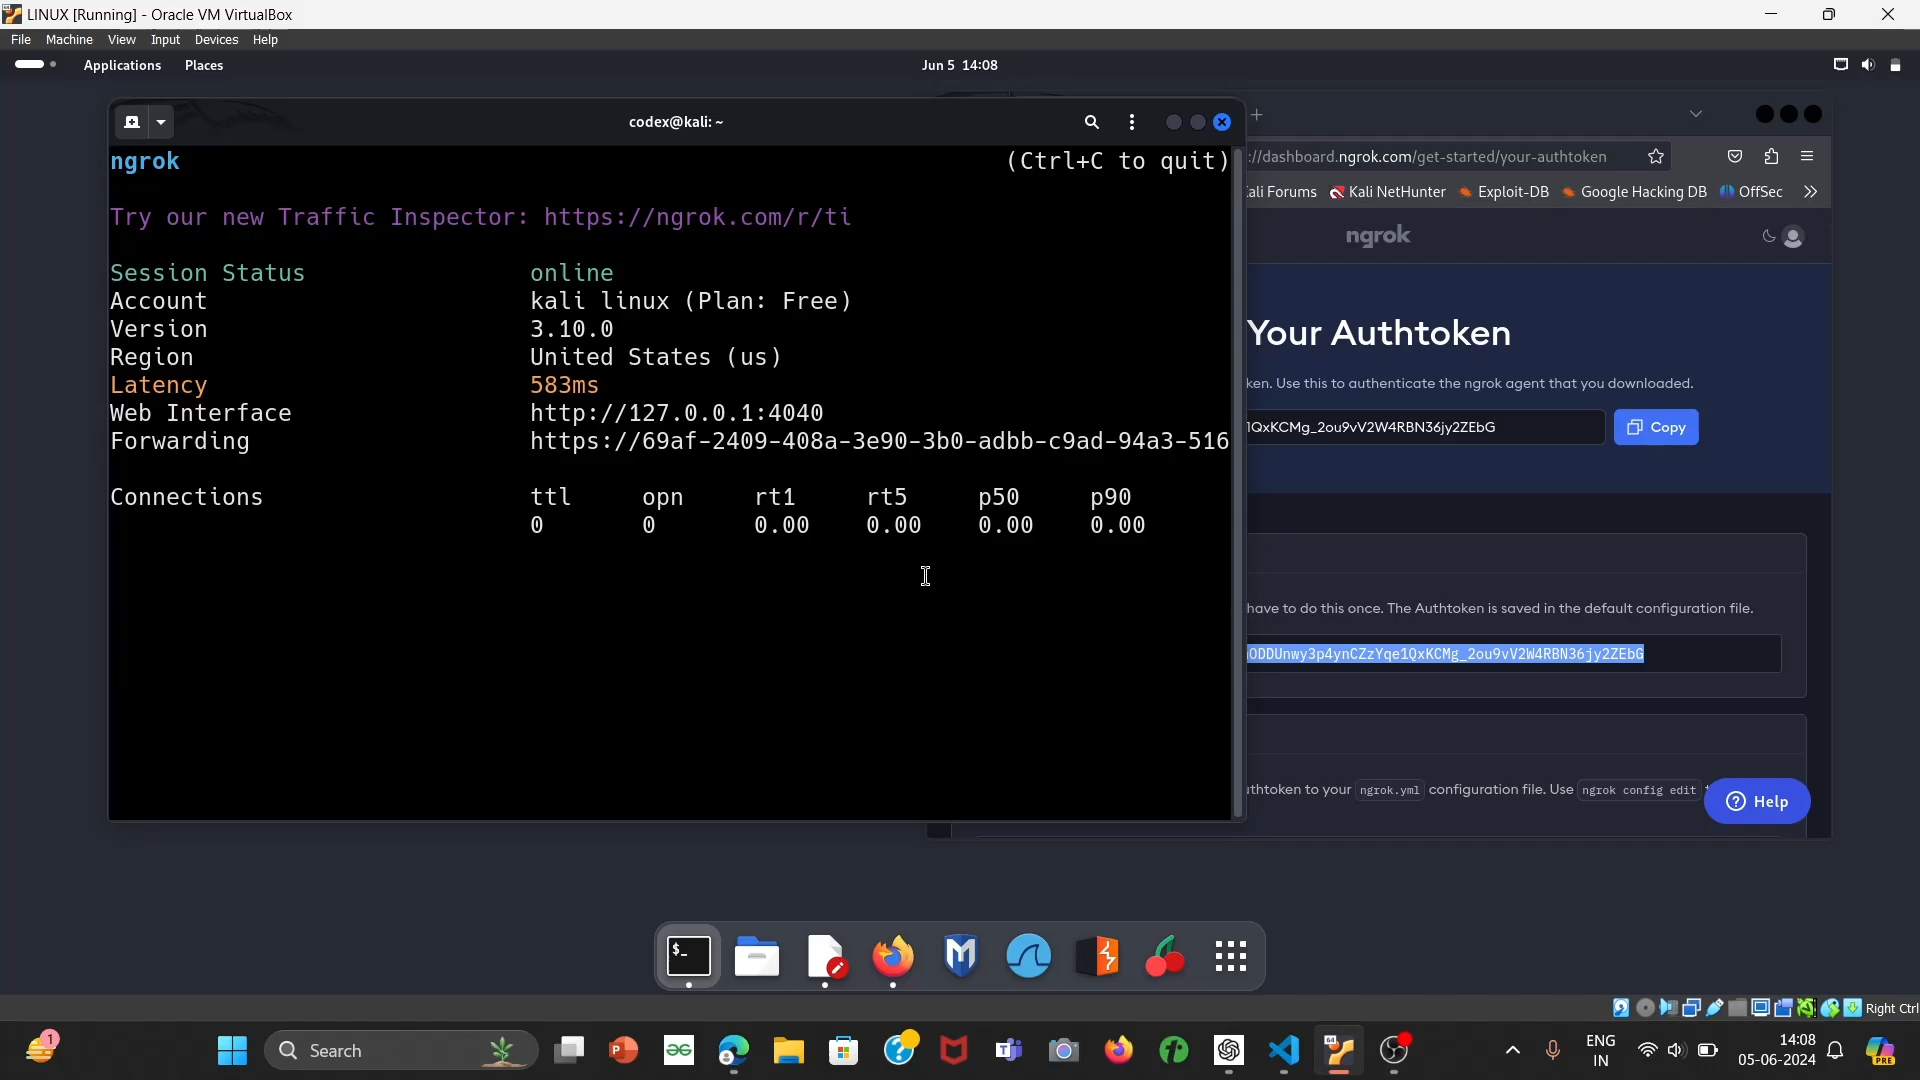 LINUX [Running] - Oracle VM VirtualBox
File Machine View Input Devices Help
Applications Places
Jun 5 14:08
codex@kali: ~
ngrok (Ctrl+C to quit)
Try our new Traffic Inspector: https://ngrok.com/r/ti
Session Status online
Account kali linux (Plan: Free)
Version 3.10.0
Region United States (us)
Latency 583ms
Web Interface http://127.0.0.1:4040
Forwarding https://69af-2409-408a-3e90-3b0-adbb-c9ad-94a3-516
Connections ttl opn rt1 rt5 p50 p90
0 0 0.00 0.00 0.00 0.00
://dashboard.ngrok.com/get-started/your-authtoken
ali Forums Kali NetHunter Exploit-DB Google Hacking DB OffSec
ngrok
Your Authtoken
ken. Use this to authenticate the ngrok agent that you downloaded.
1QxKCMg_2ou9vV2W4RBN36jy2ZEbG Copy
have to do this once. The Authtoken is saved in the default configuration file.
ODDUnwy3p4ynCZzYqe1QxKCMg_2ou9vV2W4RBN36jy2ZEbG
uthtoken to your ngrok.yml configuration file. Use ngrok config edit
Help
Right Ctrl
1
Search
ENG
IN
14:08
05-06-2024
PRE